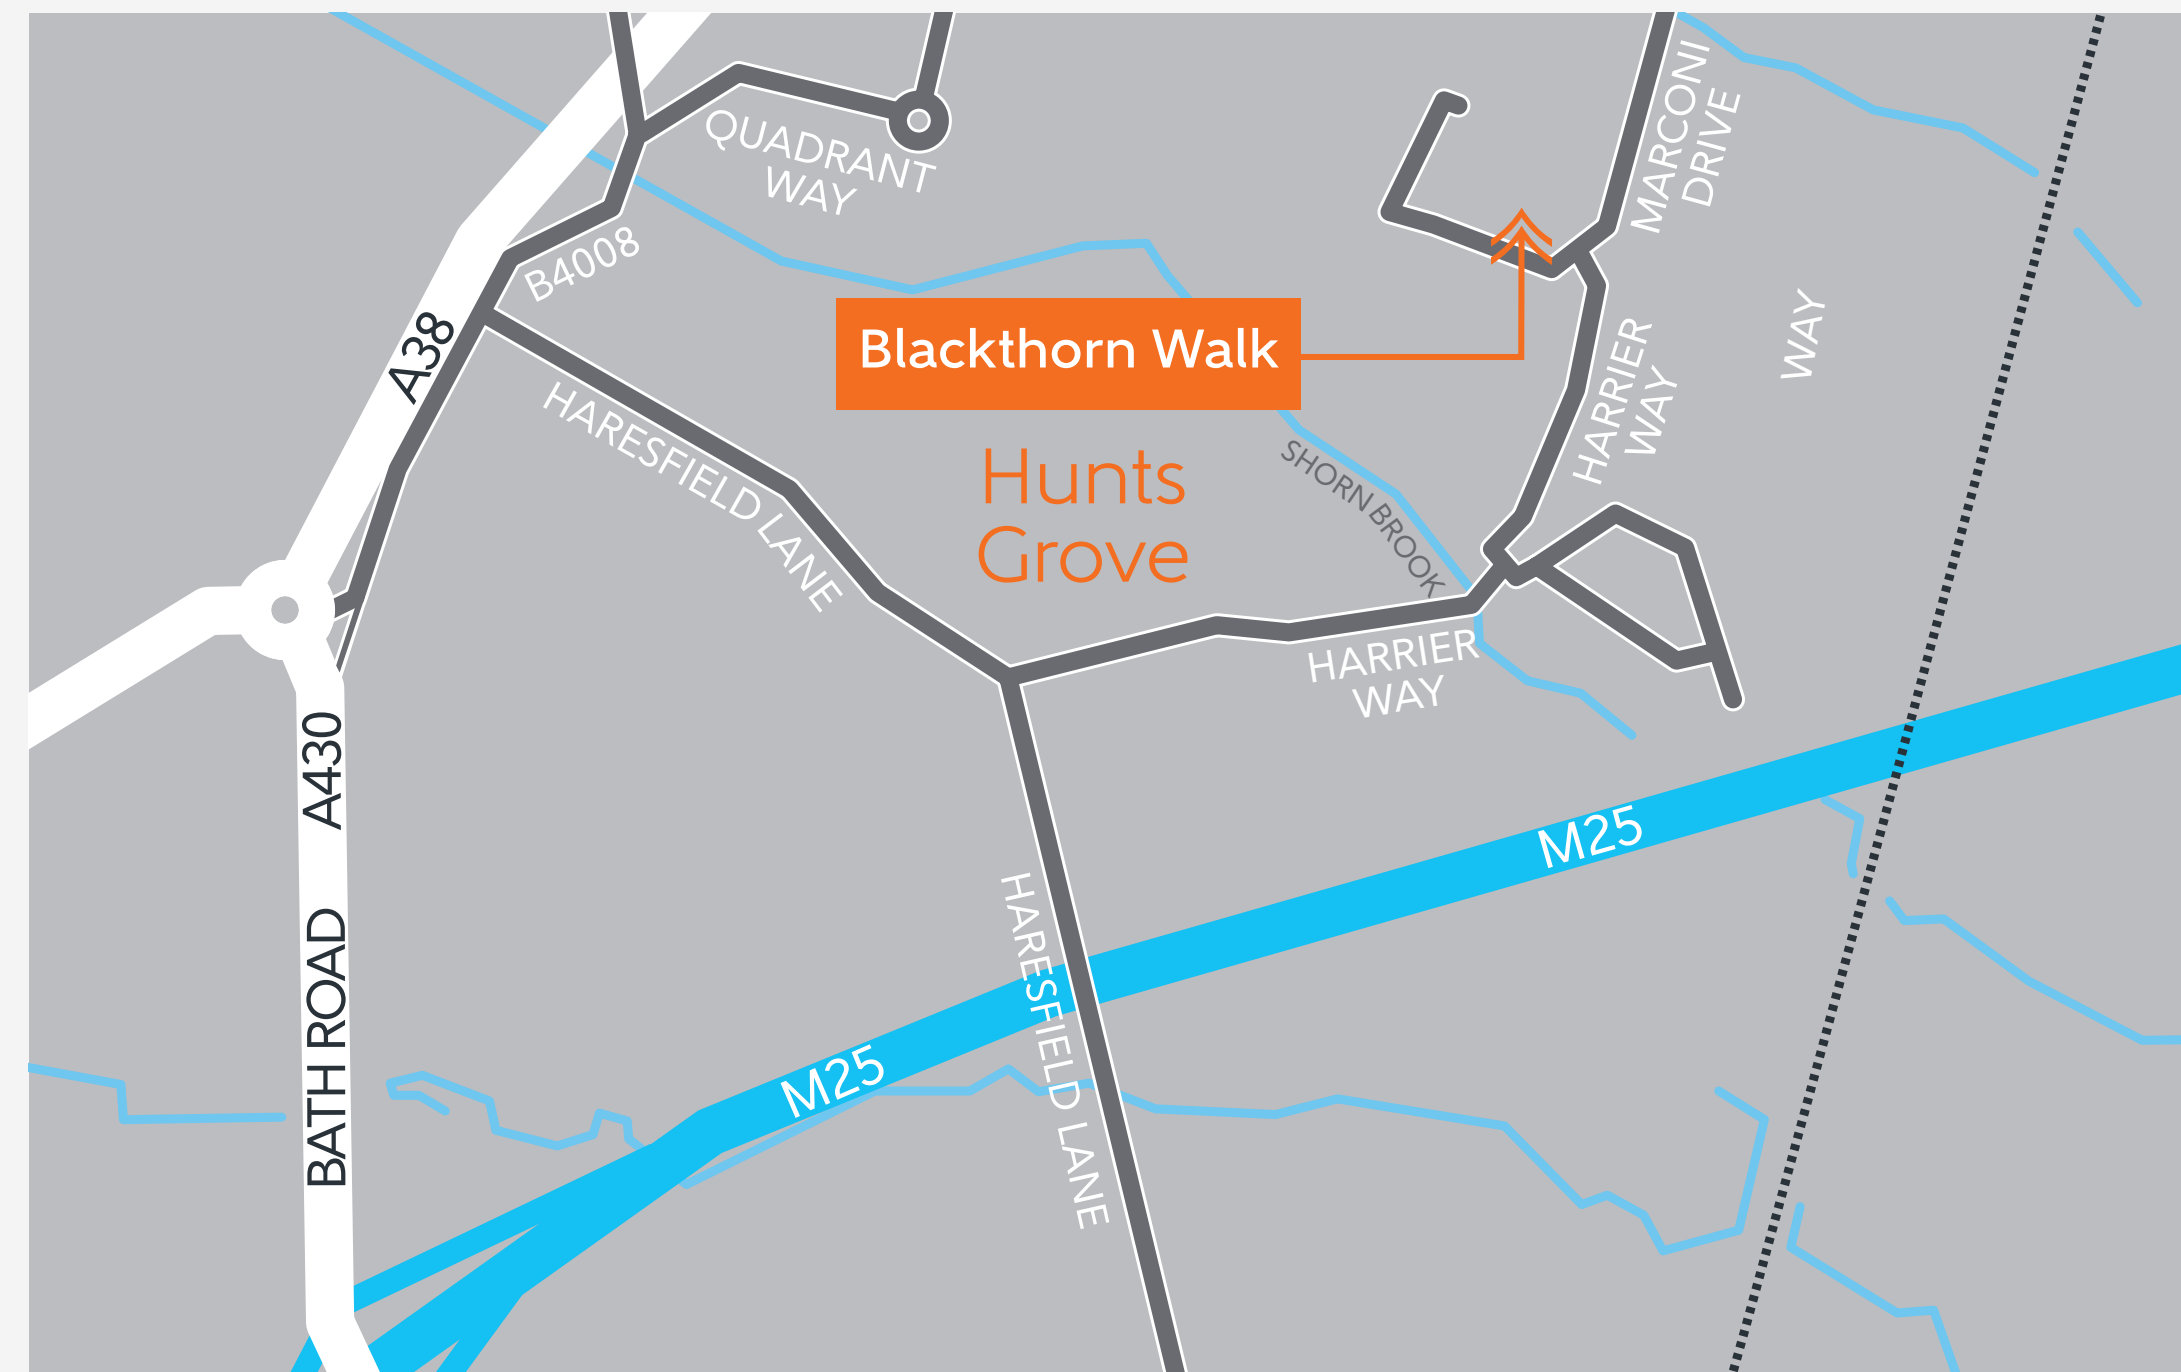 MARCONI
DRIVE
QUADRANT
WAY
B4008
A38
WAY
HARRIER
WAY
Blackthorn Walk
HARESFIELD LANE
Hunts
Grove
SHORN BROOK
HARRIER
WAY
A430
M25
BATH ROAD
HARESFIELD LANE
M25